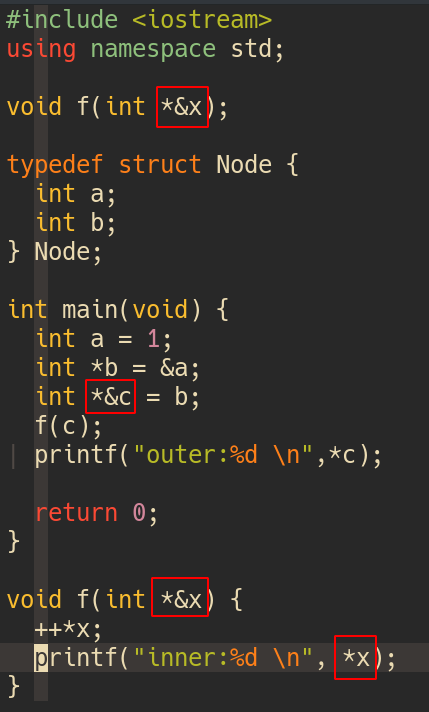 #include <iostream>
using namespace std;
void f(int *&x);
typedef struct Node {
int a;
int b;
} Node;
int main(void) {
int a = 1;
int *b = &a;
int *&c = b;
f(c);
printf("outer:%d \n",*c);
return 0;
}
void f(int *&x) {
++*x;
printf("inner:%d \n", *x);
}